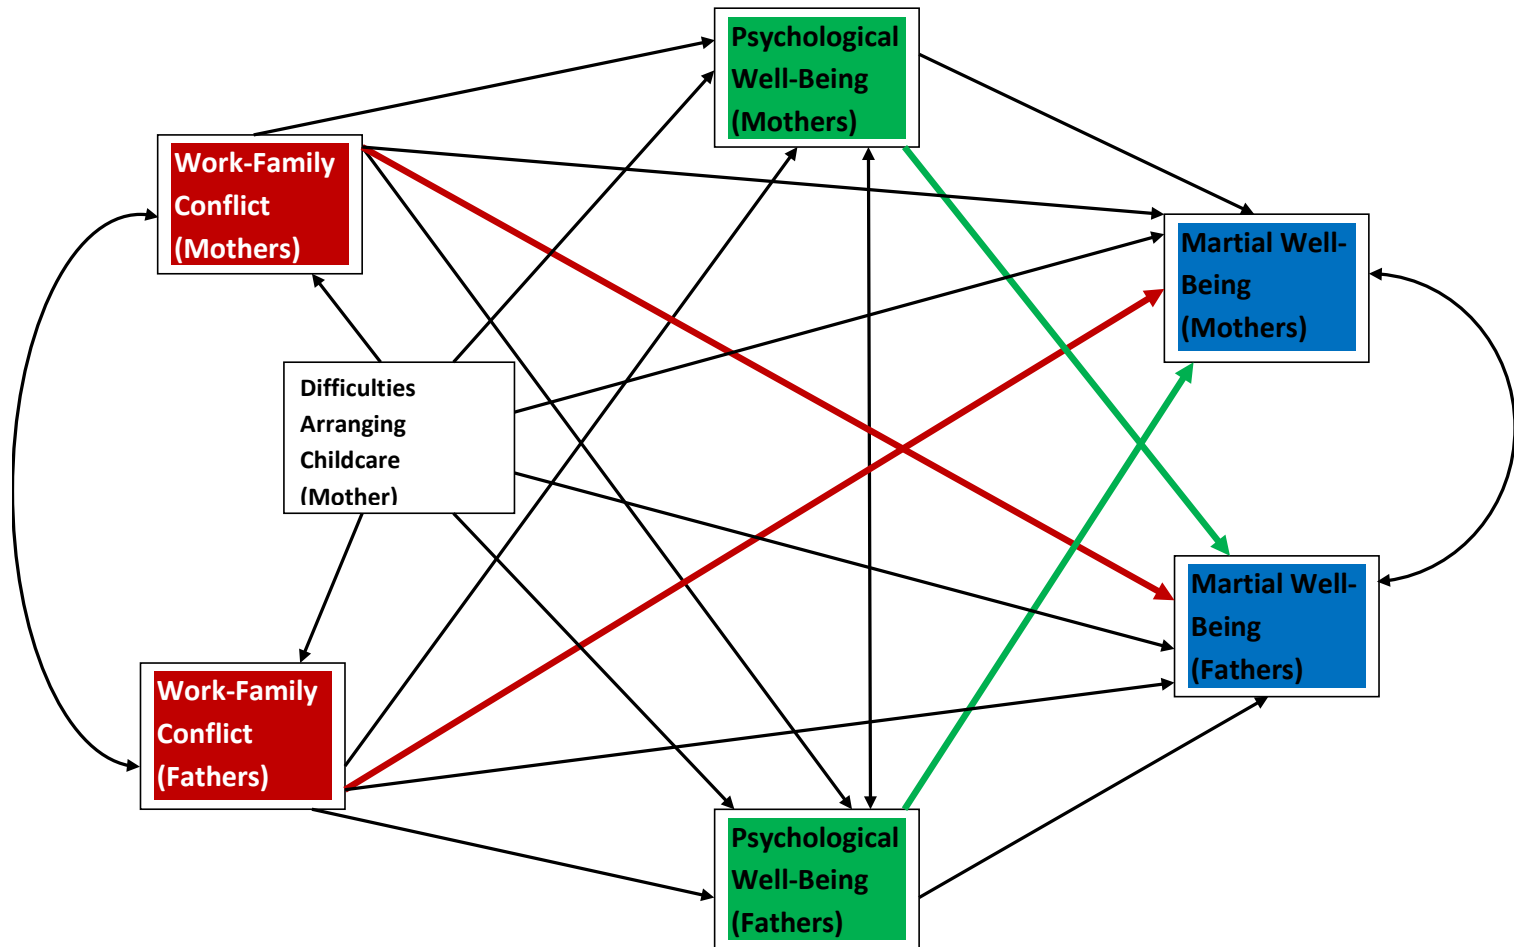 Psychological
Well-Being
(Mothers)
Work-Family
Conflict
(Mothers)
Martial Well-
Being
(Mothers)
Difficulties
Arranging
Childcare
(Mother)
Martial Well-
Being
(Fathers)
Work-Family
Conflict
(Fathers)
Psychological
Well-Being
(Fathers)